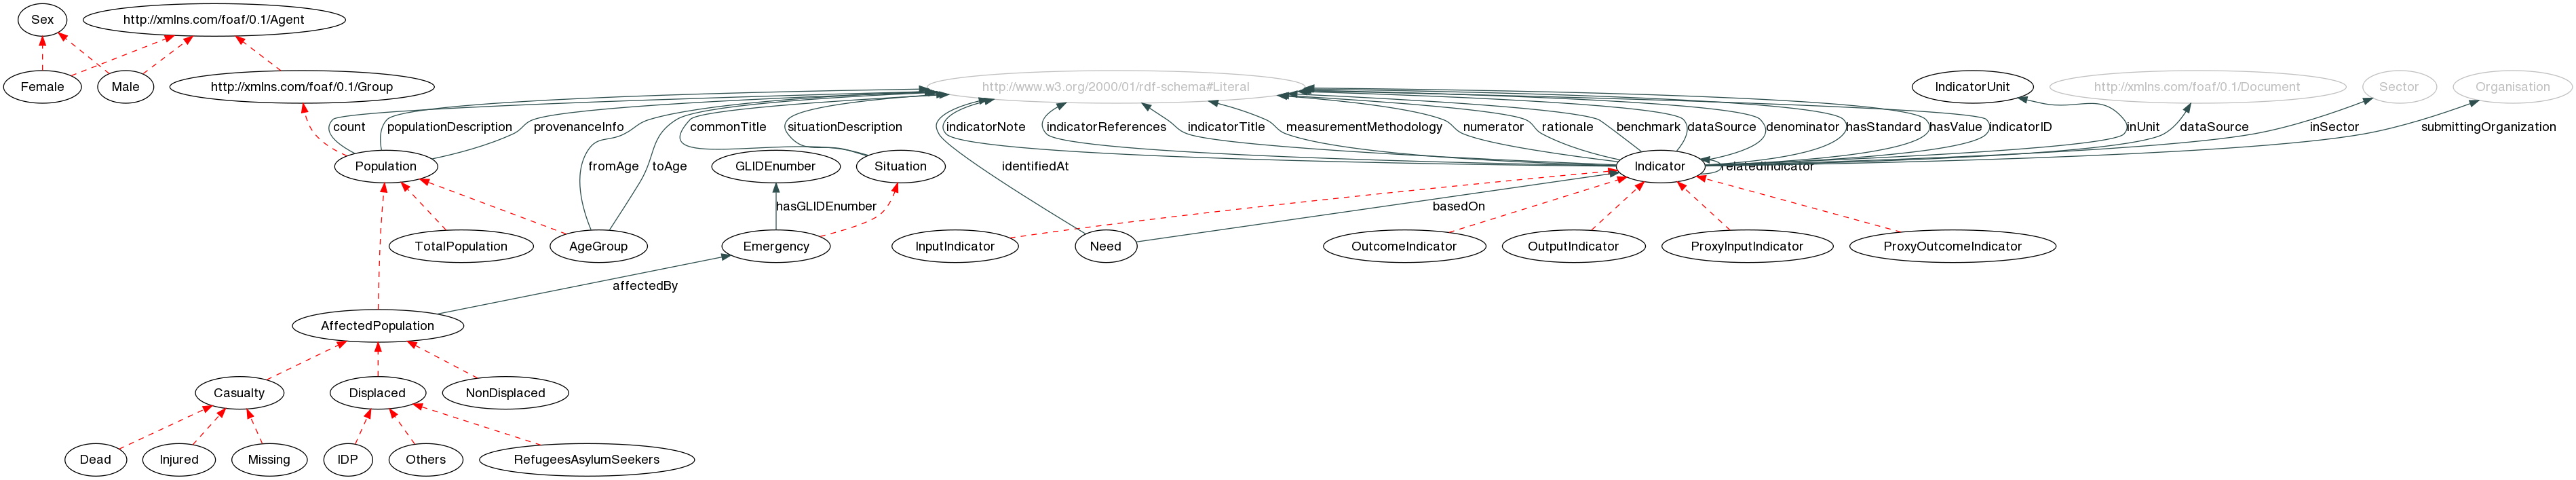 Sex
http://xmlns.com/foaf/0.1/Agent
Female
Male
http://xmlns.com/foaf/0.1/Group
http://www.w3.org/2000/01/rdf-schema#Literal
IndicatorUnit
http://xmlns.com/foaf/0.1/Document
Sector
Organisation
count
populationDescription
provenanceInfo
commonTitle
situationDescription
indicatorNote
indicatorReferences
indicatorTitle
measurementMethodology
numerator
rationale
benchmark
dataSource
denominator
hasStandard
hasValue
indicatorID
inUnit
dataSource
inSector
submittingOrganization
Population
fromAge
toAge
GLIDEnumber
Situation
identifiedAt
Indicator
relatedIndicator
hasGLIDEnumber
basedOn
TotalPopulation
AgeGroup
Emergency
InputIndicator
Need
OutcomeIndicator
OutputIndicator
ProxyInputIndicator
ProxyOutcomeIndicator
affectedBy
AffectedPopulation
Casualty
Displaced
NonDisplaced
Dead
Injured
Missing
IDP
Others
RefugeesAsylumSeekers